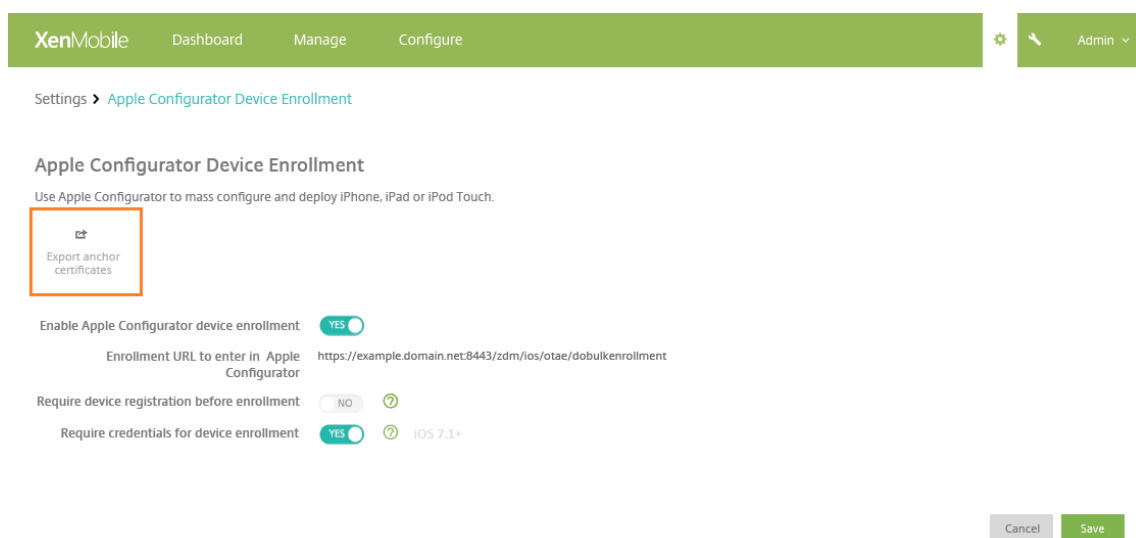 XenMobile Dashboard Manage Configure Admin
Settings > Apple Configurator Device Enrollment
Apple Configurator Device Enrollment
Use Apple Configurator to mass configure and deploy iPhone, iPad or iPod Touch.
Export anchor
certificates
Enable Apple Configurator device enrollment YES
Enrollment URL to enter in Apple https://example.domain.net:8443/zdm/ios/otae/dobulkenrollment
Configurator
Require device registration before enrollment NO ?
Require credentials for device enrollment YES ? iOS 7.1+
Cancel Save